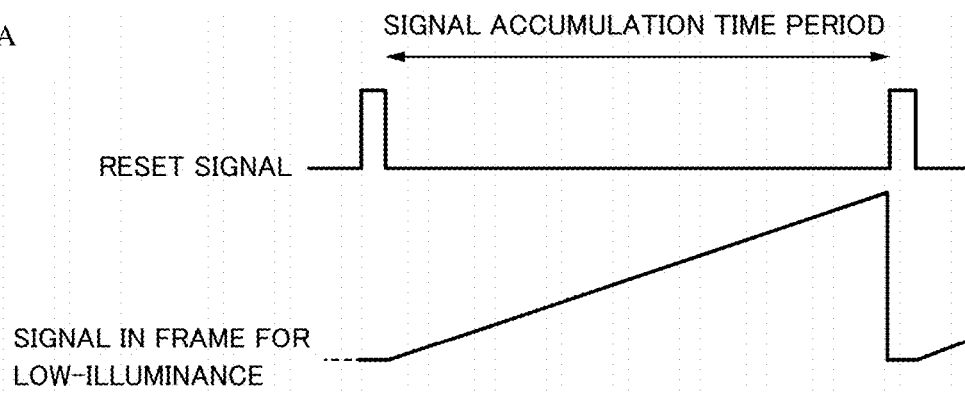 A
SIGNAL ACCUMULATION TIME PERIOD
RESET SIGNAL
SIGNAL IN FRAME FOR
LOW-ILLUMINANCE